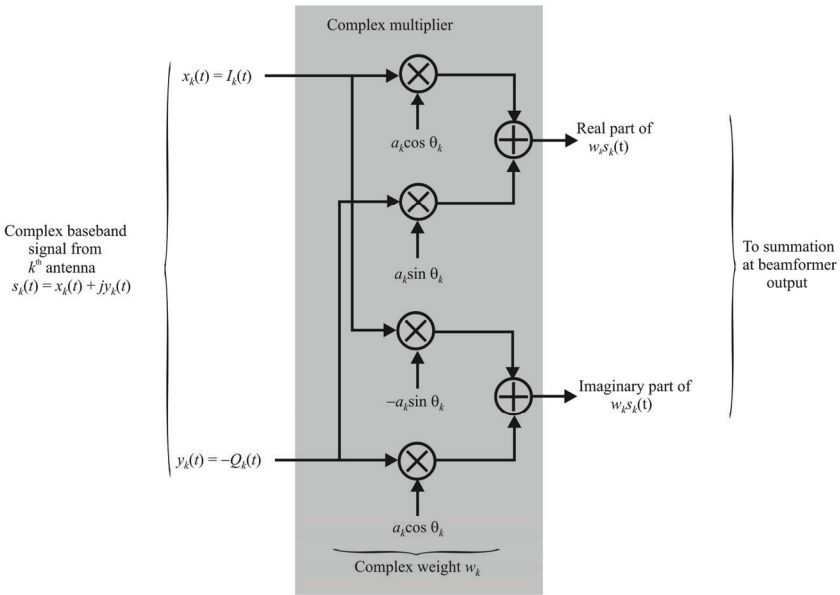 Complex multiplier
xₖ(t) = Iₖ(t)
aₖcos θₖ
Real part of
wₖsₖ(t)
aₖsin θₖ
Complex baseband
signal from
kᵗʰ antenna
sₖ(t) = xₖ(t) + jyₖ(t)
To summation
at beamformer
output
−aₖsin θₖ
Imaginary part of
wₖsₖ(t)
yₖ(t) = −Qₖ(t)
aₖcos θₖ
Complex weight wₖ